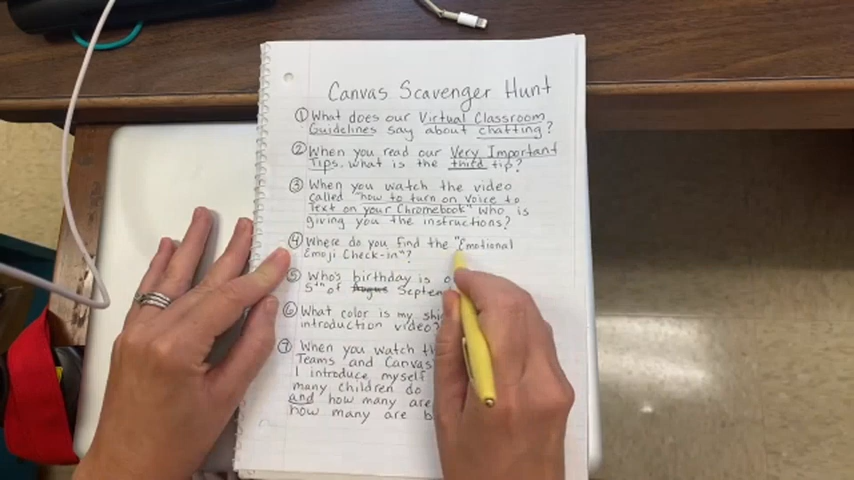 Canvas Scavenger Hunt
① What does our Virtual Classroom
Guidelines say about chatting?
② When you read our Very Important
Tips. what is the third tip?
③ When you watch the video
called "how to turn on voice to
Text on your Chromebook" who is
giving you the instructions?
④ Where do you find the "Emotional
Emoji Check-in"?
⑤ Who's birthday is
5th of Septem
⑥ What color is my
introduction video?
⑦ When you watch
Teams and Canvas
I introduce myself
many children do
and how many are
how many are